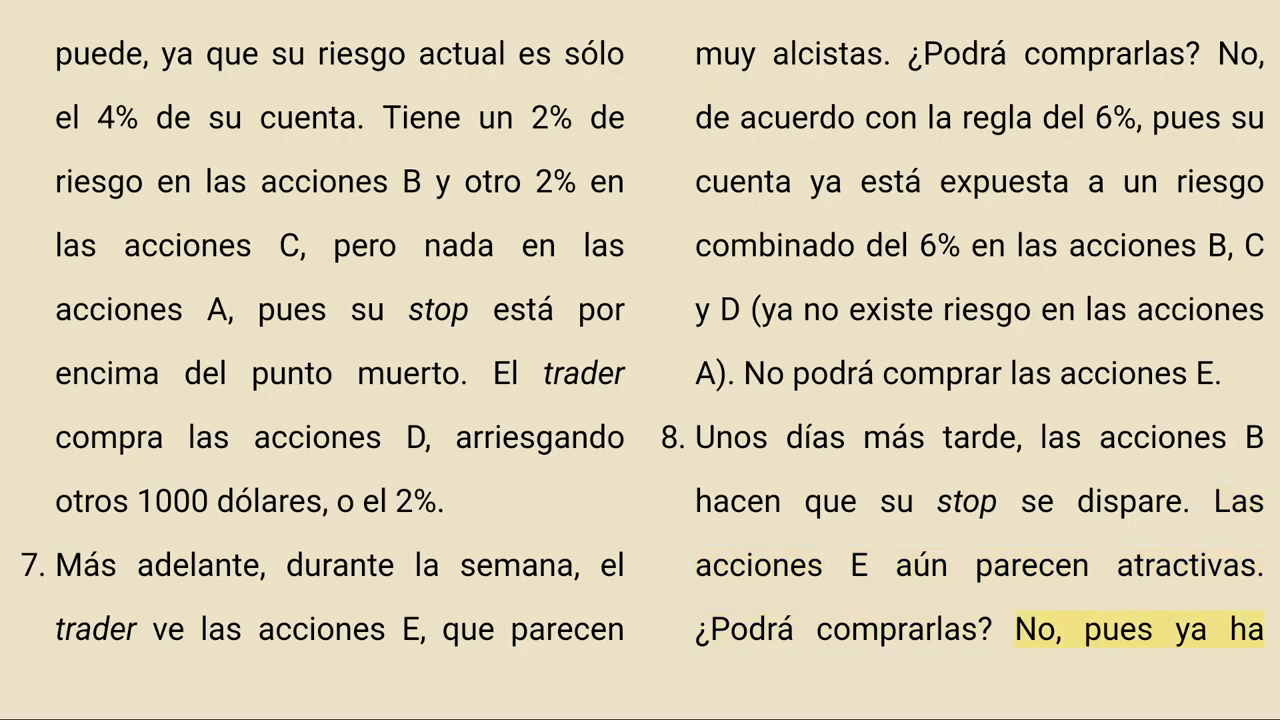 puede, ya que su riesgo actual es sólo
el 4% de su cuenta. Tiene un 2% de
riesgo en las acciones B y otro 2% en
las acciones C, pero nada en las
acciones A, pues su stop está por
encima del punto muerto. El trader
compra las acciones D, arriesgando
otros 1000 dólares, o el 2%.
7. Más adelante, durante la semana, el
trader ve las acciones E, que parecen
muy alcistas. ¿Podrá comprarlas? No,
de acuerdo con la regla del 6%, pues su
cuenta ya está expuesta a un riesgo
combinado del 6% en las acciones B, C
y D (ya no existe riesgo en las acciones
A). No podrá comprar las acciones E.
8. Unos días más tarde, las acciones B
hacen que su stop se dispare. Las
acciones E aún parecen atractivas.
¿Podrá comprarlas? No, pues ya ha